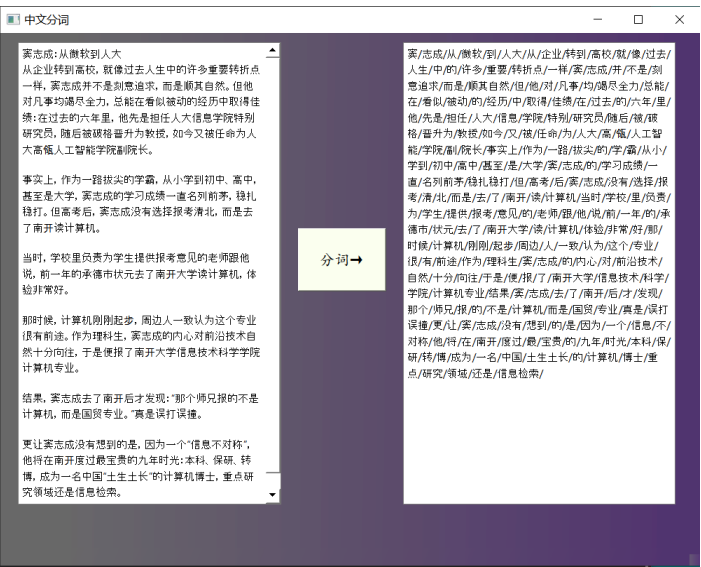 中文分词
窦志成：从微软到人大
从企业转到高校，就像过去人生中的许多重要转折点
一样，窦志成并不是刻意追求，而是顺其自然。但他
对凡事均竭尽全力，总能在看似被动的经历中取得佳
绩：在过去的六年里，他先是担任人大信息学院特别
研究员，随后被破格晋升为教授，如今又被任命为人
大高瓴人工智能学院副院长。
事实上，作为一路拔尖的学霸，从小学到初中、高中，
甚至是大学，窦志成的学习成绩一直名列前茅，稳扎
稳打。但高考后，窦志成没有选择报考清北，而是去
了南开读计算机。
当时，学校里负责为学生提供报考意见的老师跟他
说，前一年的承德市状元去了南开大学读计算机，体
验非常好。
那时候，计算机刚刚起步，周边人一致认为这个专业
很有前途。作为理科生，窦志成的内心对前沿技术自
然十分向往，于是便报了南开大学信息技术科学学院
计算机专业。
结果，窦志成去了南开后才发现：“那个师兄报的不是
计算机，而是国贸专业。”真是误打误撞。
更让窦志成没有想到的是，因为一个“信息不对称”，
他将在南开度过最宝贵的九年时光：本科、保研、转
博，成为一名中国“土生土长”的计算机博士，重点研
究领域还是信息检索。
分词→
窦/志成/从/微软/到/人大/从/企业/转到/高校/就/像/过去/
人生/中/的/许多/重要/转折点/一样/窦/志成/并/不是/刻
意追求/而是/顺其自然/但/他/对/凡事/均/竭尽全力/总能/
在/看似/被动/的/经历/中/取得/佳绩/在/过去/的/六年/里/
他/先是/担任/人大/信息/学院/特别/研究员/随后/被/破
格/晋升/为/教授/如今/又/被/任命/为/人大/高/瓴/人工智
能/学院/副/院长/事实上/作为/一路/拔尖/的/学/霸/从小/
学到/初中/高中/甚至/是/大学/窦/志成/的/学习成绩/一
直/名列前茅/稳扎稳打/但/高考/后/窦/志成/没有/选择/报
考/清/北/而是/去/了/南开/读/计算机/当时/学校/里/负责/
为/学生/提供/报考/意见/的/老师/跟/他/说/前/一年/的/承
德市/状元/去/了/南开大学/读/计算机/体验/非常/好/那/
时候/计算机/刚刚/起步/周边/人/一致/认为/这个/专业/
很/有/前途/作为/理科生/窦/志成/的/内心/对/前沿技术/
自然/十分/向往/于是/便/报/了/南开大学/信息技术/科学/
学院/计算机专业/结果/窦/志成/去/了/南开/后/才/发现/
那个/师兄/报/的/不是/计算机/而是/国贸/专业/真是/误打
误撞/更/让/窦/志成/没有/想到/的/是/因为/一个/信息/不/
对称/他/将/在/南开/度过/最/宝贵/的/九年/时光/本科/保/
研/转/博/成为/一名/中国/土生土长/的/计算机/博士/重
点/研究/领域/还是/信息检索/